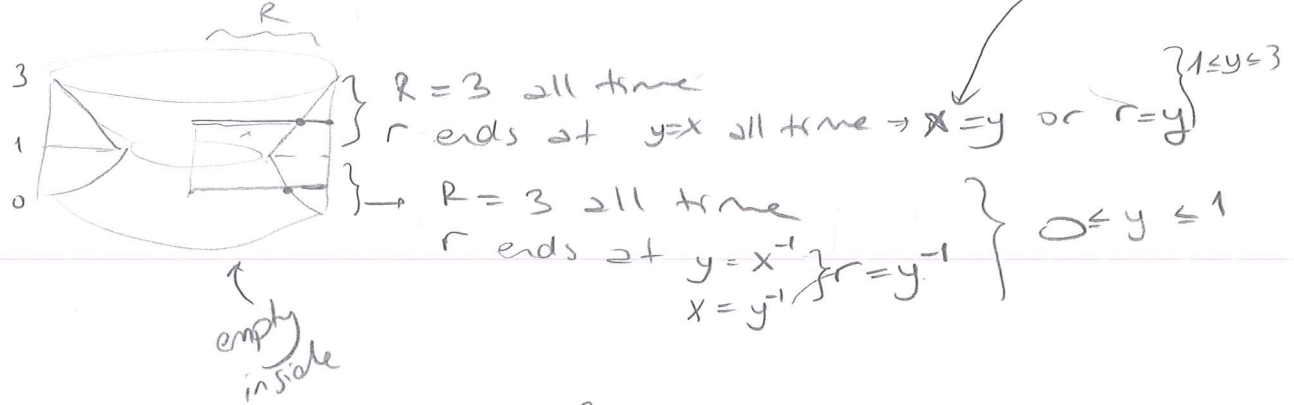 R
3
1
0
R = 3 all time
r ends at y=x all time → x=y or r=y } 1≤y≤3
R = 3 all time
r ends at y = x⁻¹
x = y⁻¹ } r = y⁻¹ } 0≤ y ≤ 1
empty
inside